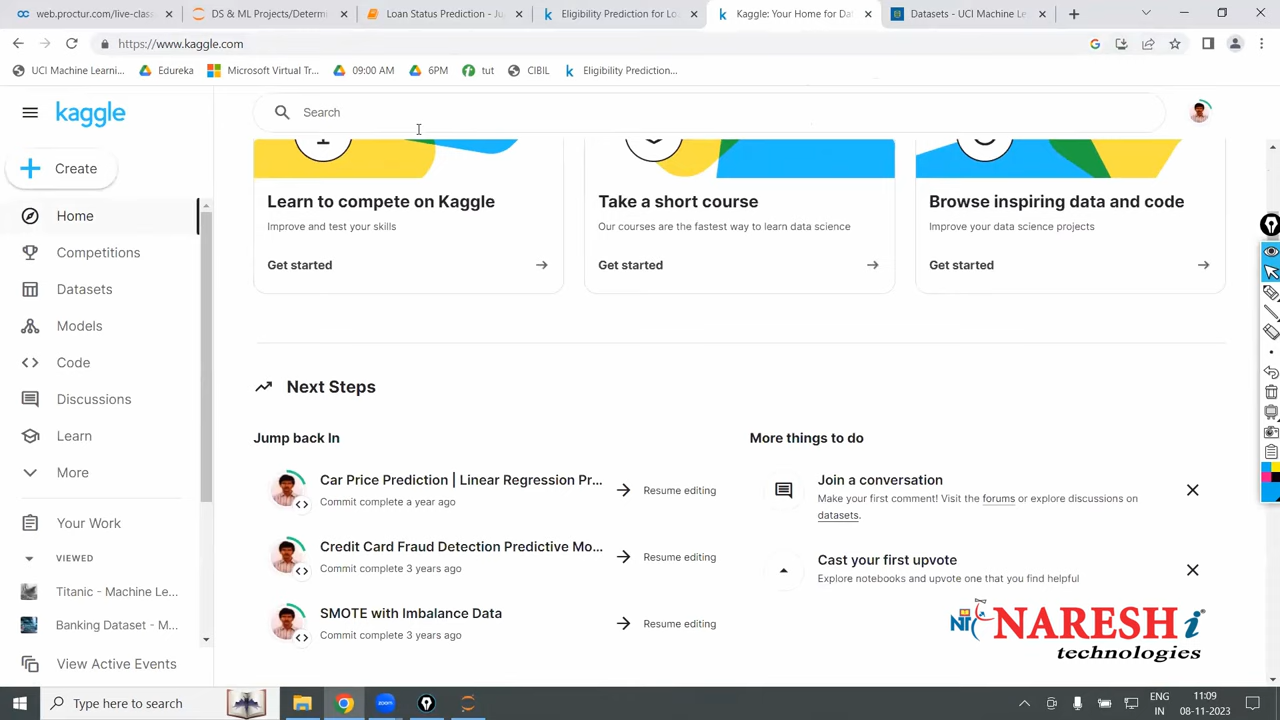 web.proctur.com/live-class
DS & ML Projects/Determi
Loan Status Prediction - Ju
Eligibility Prediction for Lo
Kaggle: Your Home for Da
Datasets - UCI Machine Le
https://www.kaggle.com
UCI Machine Learni...
Edureka
Microsoft Virtual Tr...
09:00 AM
6PM
tut
CIBIL
Eligibility Prediction...
kaggle
Search
Create
Home
Competitions
Datasets
Models
Code
Discussions
Learn
More
Your Work
VIEWED
Titanic - Machine Le...
Banking Dataset - M...
View Active Events
Learn to compete on Kaggle
Improve and test your skills
Get started
Take a short course
Our courses are the fastest way to learn data science
Get started
Browse inspiring data and code
Improve your data science projects
Get started
Next Steps
Jump back In
Car Price Prediction | Linear Regression Pr...
Commit complete a year ago
Resume editing
Credit Card Fraud Detection Predictive Mo...
Commit complete 3 years ago
Resume editing
SMOTE with Imbalance Data
Commit complete 3 years ago
Resume editing
More things to do
Join a conversation
Make your first comment! Visit the forums or explore discussions on
datasets.
Cast your first upvote
Explore notebooks and upvote one that you find helpful
NARESH i
technologies
Type here to search
zoom
ENG
IN
11:09
08-11-2023